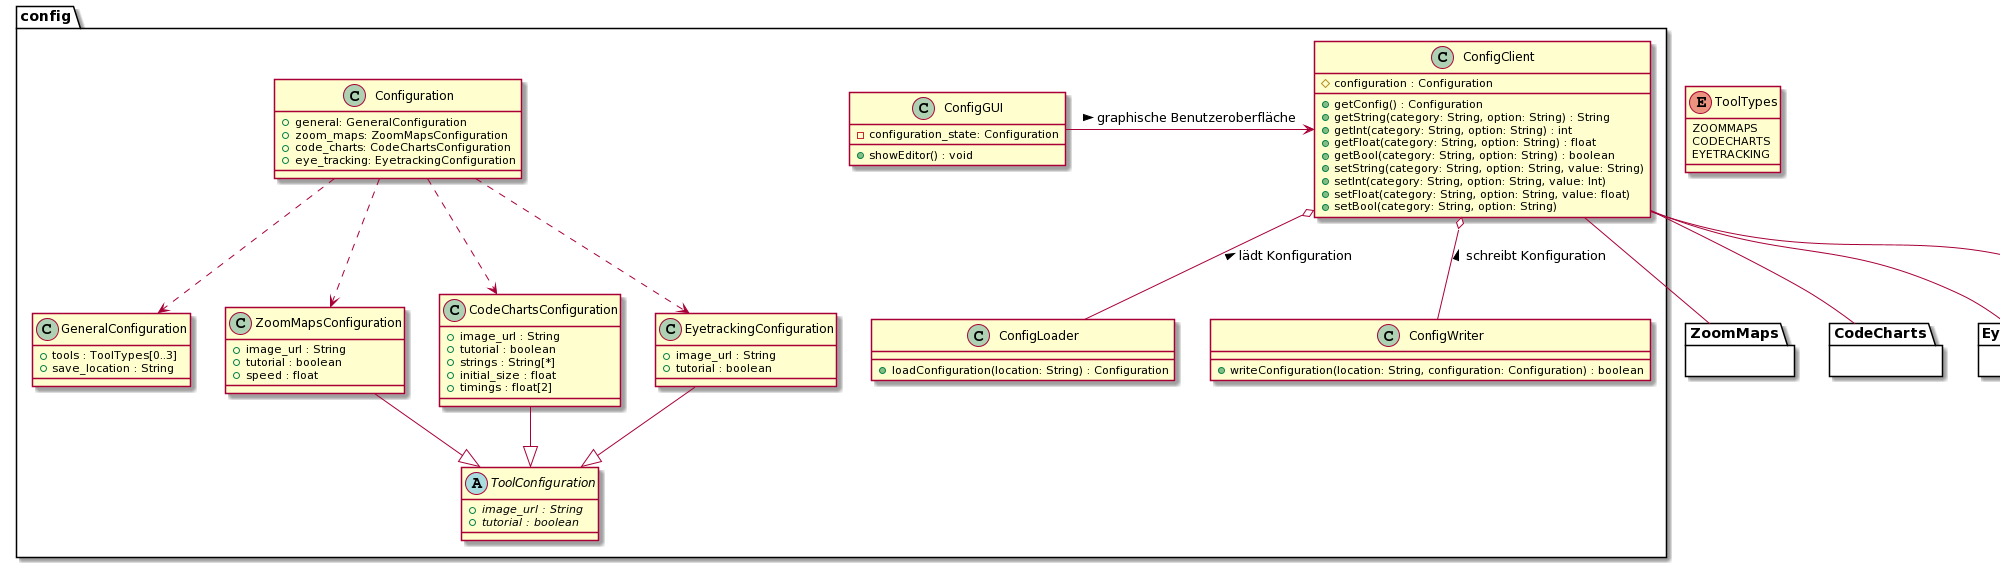 config
C Configuration
general: GeneralConfiguration
zoom_maps: ZoomMapsConfiguration
code_charts: CodeChartsConfiguration
eye_tracking: EyetrackingConfiguration
C ConfigGUI
configuration_state: Configuration
showEditor() : void
graphische Benutzeroberfläche
C ConfigClient
configuration : Configuration
getConfig() : Configuration
getString(category: String, option: String) : String
getInt(category: String, option: String) : int
getFloat(category: String, option: String) : float
getBool(category: String, option: String) : boolean
setString(category: String, option: String, value: String)
setInt(category: String, option: String, value: Int)
setFloat(category: String, option: String, value: float)
setBool(category: String, option: String)
E ToolTypes
ZOOMMAPS
CODECHARTS
EYETRACKING
lädt Konfiguration
schreibt Konfiguration
C GeneralConfiguration
tools : ToolTypes[0..3]
save_location : String
C ZoomMapsConfiguration
image_url : String
tutorial : boolean
speed : float
C CodeChartsConfiguration
image_url : String
tutorial : boolean
strings : String[*]
initial_size : float
timings : float[2]
C EyetrackingConfiguration
image_url : String
tutorial : boolean
C ConfigLoader
loadConfiguration(location: String) : Configuration
C ConfigWriter
writeConfiguration(location: String, configuration: Configuration) : boolean
ZoomMaps
CodeCharts
Ey
A ToolConfiguration
image_url : String
tutorial : boolean